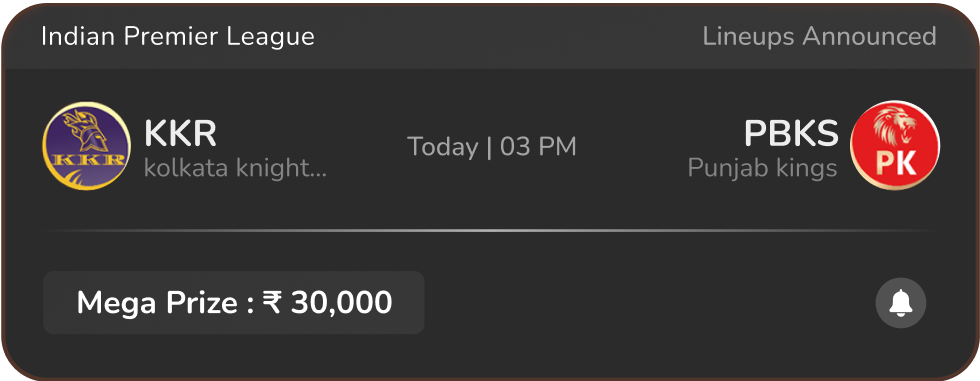 Indian Premier League
Lineups Announced
KKR
KKR
kolkata knight...
Today | 03 PM
PBKS
Punjab kings
PK
Mega Prize : ₹ 30,000